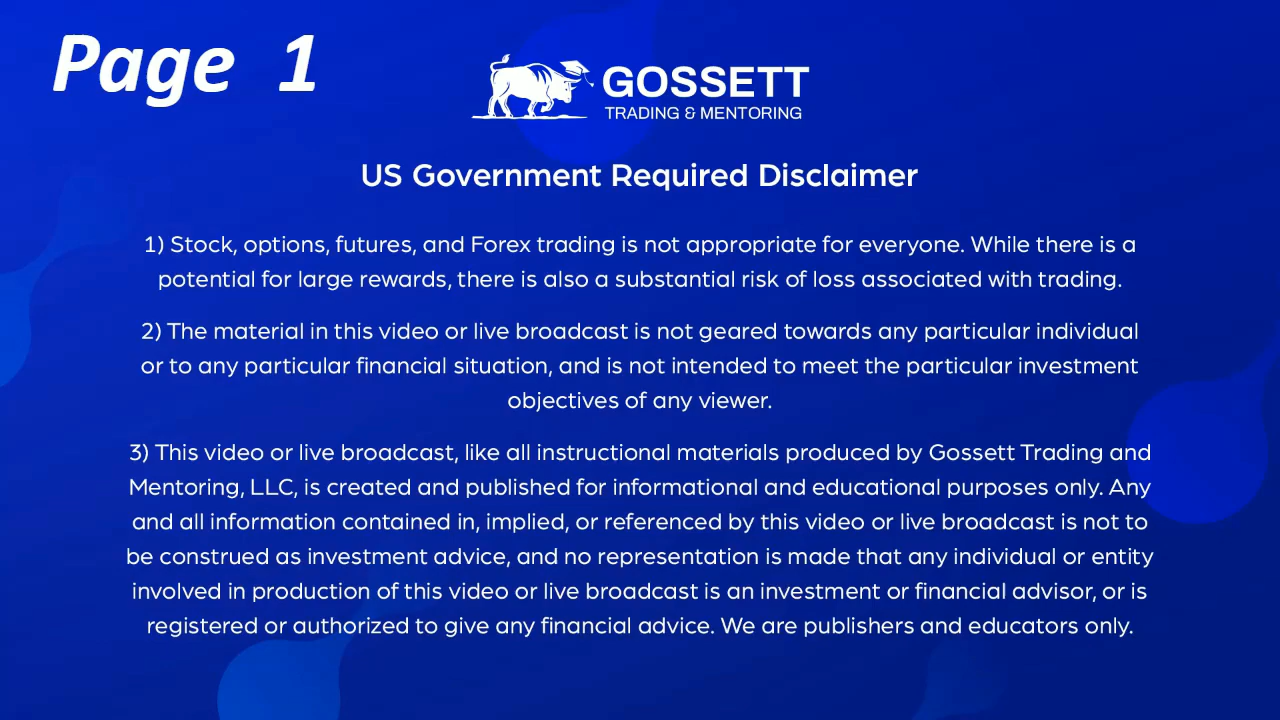 Page 1
GOSSETT
TRADING & MENTORING
US Government Required Disclaimer
1) Stock, options, futures, and Forex trading is not appropriate for everyone. While there is a
potential for large rewards, there is also a substantial risk of loss associated with trading.
2) The material in this video or live broadcast is not geared towards any particular individual
or to any particular financial situation, and is not intended to meet the particular investment
objectives of any viewer.
3) This video or live broadcast, like all instructional materials produced by Gossett Trading and
Mentoring, LLC, is created and published for informational and educational purposes only. Any
and all information contained in, implied, or referenced by this video or live broadcast is not to
be construed as investment advice, and no representation is made that any individual or entity
involved in production of this video or live broadcast is an investment or financial advisor, or is
registered or authorized to give any financial advice. We are publishers and educators only.